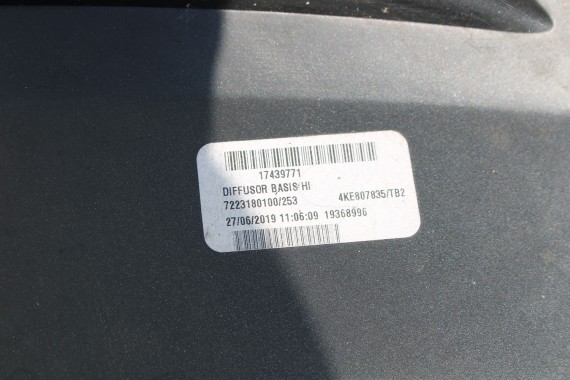 17439771
DIFFUSOR BASIS HI
7223180100/253 4KE807835/TB2
27/06/2019 11:06:09 19368996